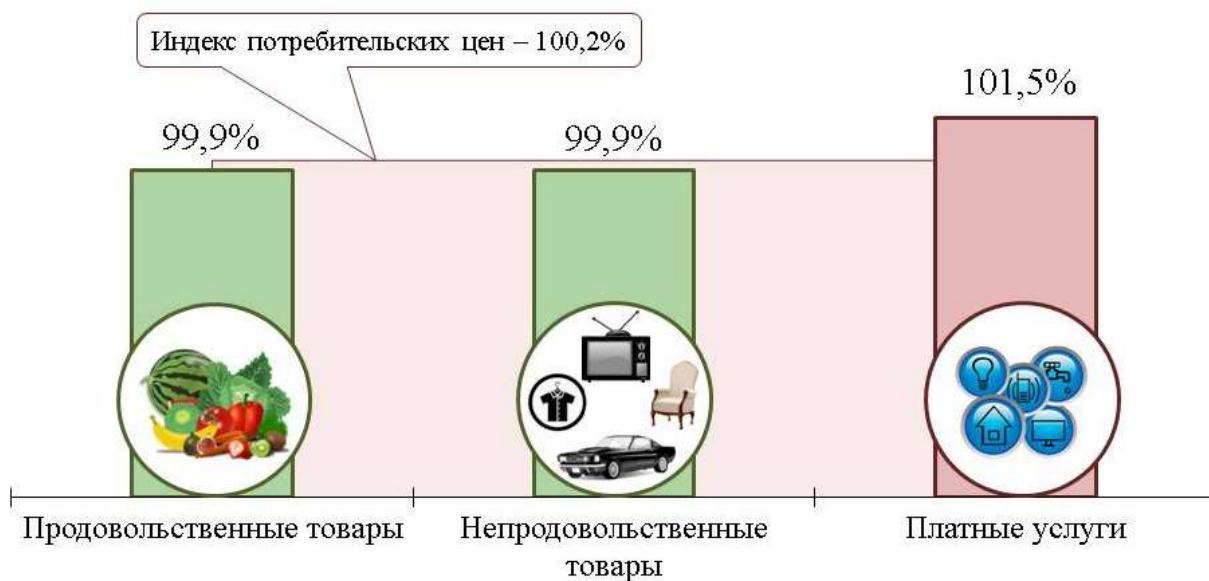 Индекс потребительских цен – 100,2%
99,9%
99,9%
101,5%
Продовольственные товары
Непродовольственные
товары
Платные услуги